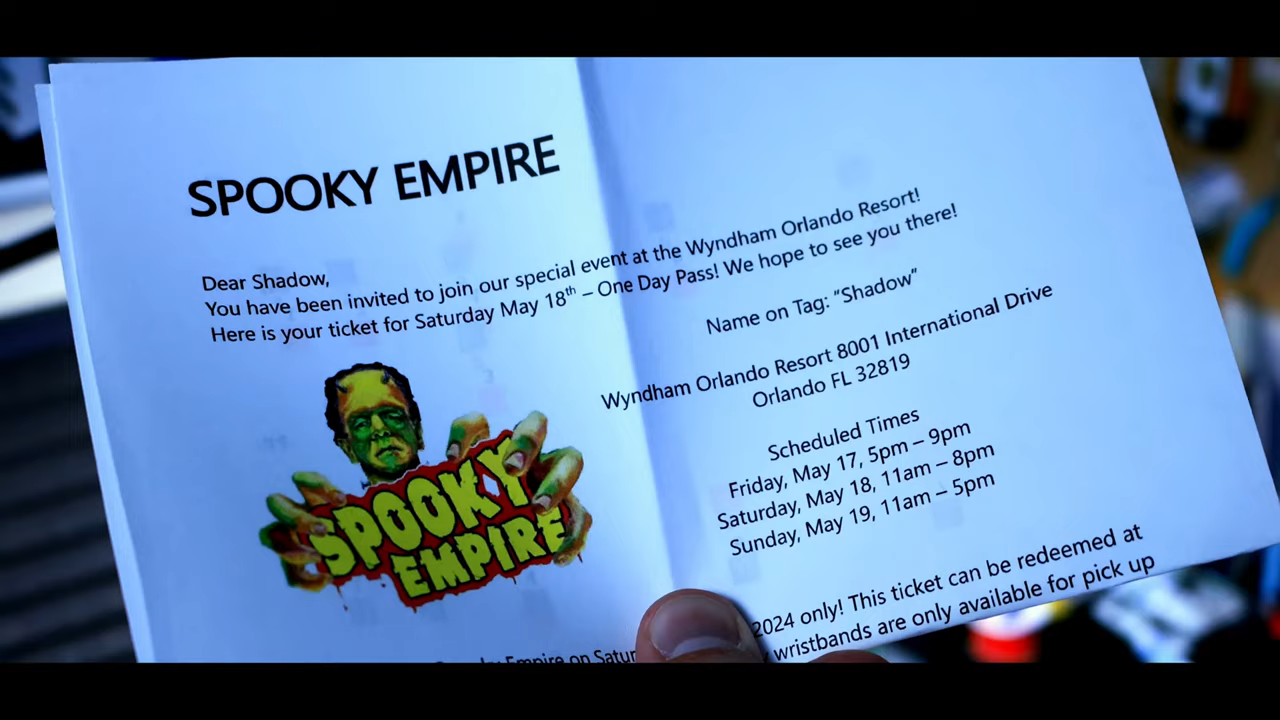 SPOOKY EMPIRE
Dear Shadow,
You have been invited to join our special event at the Wyndham Orlando Resort!
Here is your ticket for Saturday May 18th – One Day Pass! We hope to see you there!
Name on Tag: “Shadow”
Wyndham Orlando Resort 8001 International Drive
Orlando FL 32819
SPOOKY
EMPIRE
Scheduled Times
Friday, May 17, 5pm – 9pm
Saturday, May 18, 11am – 8pm
Sunday, May 19, 11am – 5pm
Empire on 2024 only! This ticket can be redeemed at
wristbands are only available for pick up